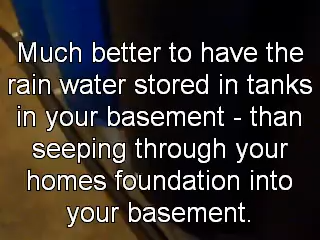 Much better to have the
rain water stored in tanks
in your basement - than
seeping through your
homes foundation into
your basement.